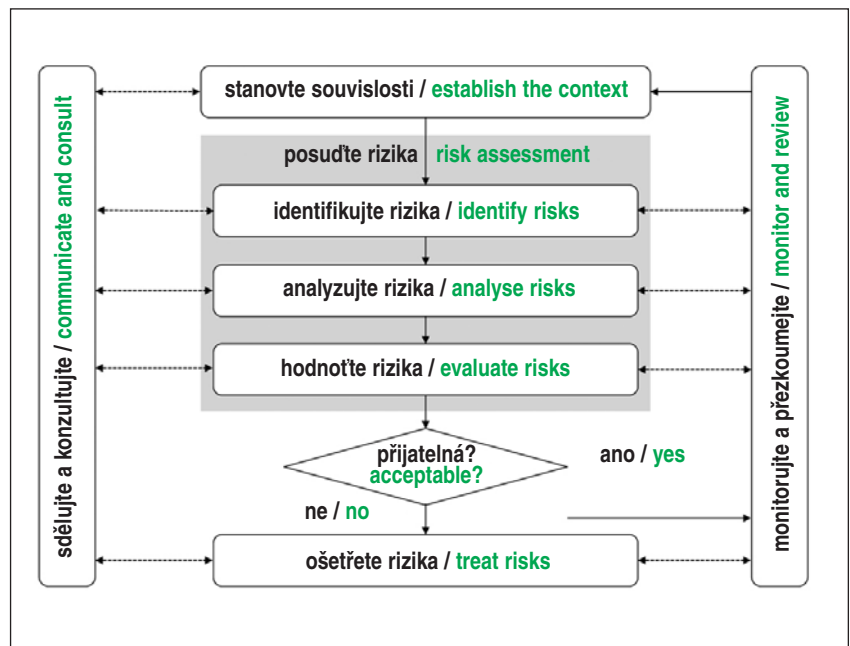 sdělujte a konzultujte / communicate and consult
stanovte souvislosti / establish the context
posuďte rizika risk assessment
identifikujte rizika / identify risks
analyzujte rizika / analyse risks
hodnoťte rizika / evaluate risks
přijatelná?
acceptable?
ano / yes
ne / no
ošetřete rizika / treat risks
monitorujte a přezkoumejte / monitor and review